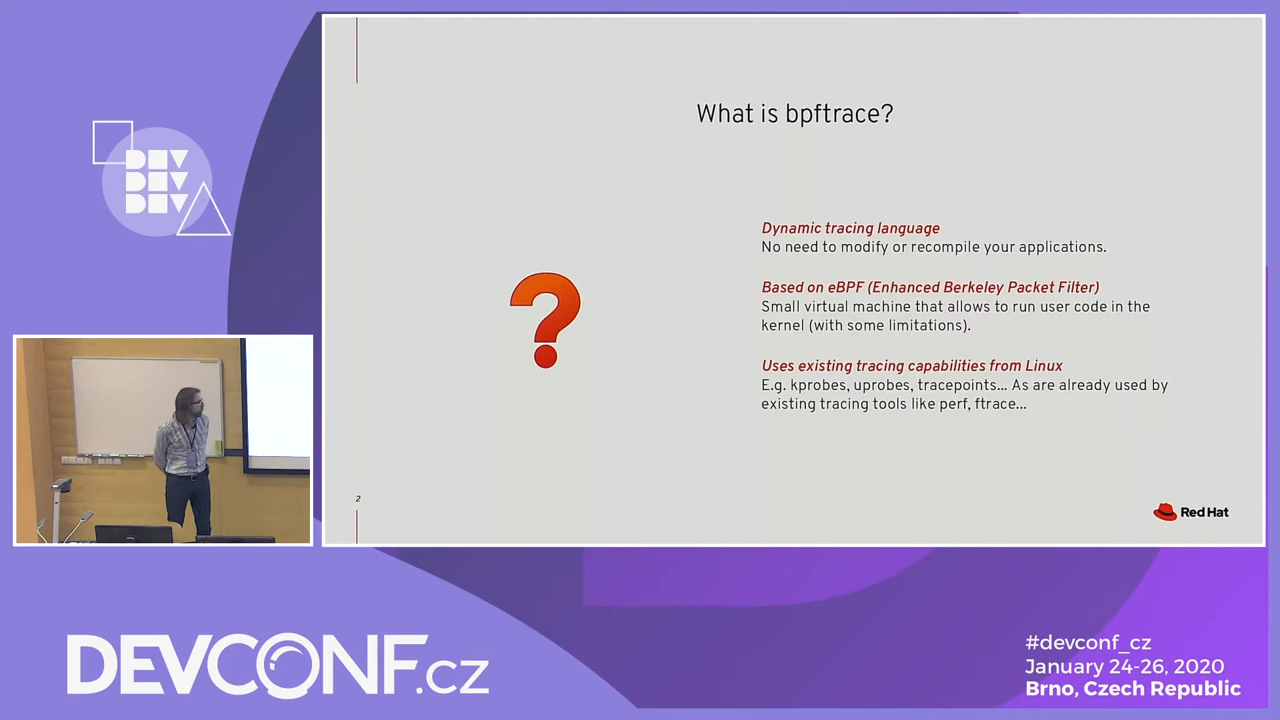 DEV
DEV
DEV
What is bpftrace?
Dynamic tracing language
No need to modify or recompile your applications.
Based on eBPF (Enhanced Berkeley Packet Filter)
Small virtual machine that allows to run user code in the
kernel (with some limitations).
Uses existing tracing capabilities from Linux
E.g. kprobes, uprobes, tracepoints... As are already used by
existing tracing tools like perf, ftrace...
2
Red Hat
DEVCONF.cz
#devconf_cz
January 24-26, 2020
Brno, Czech Republic